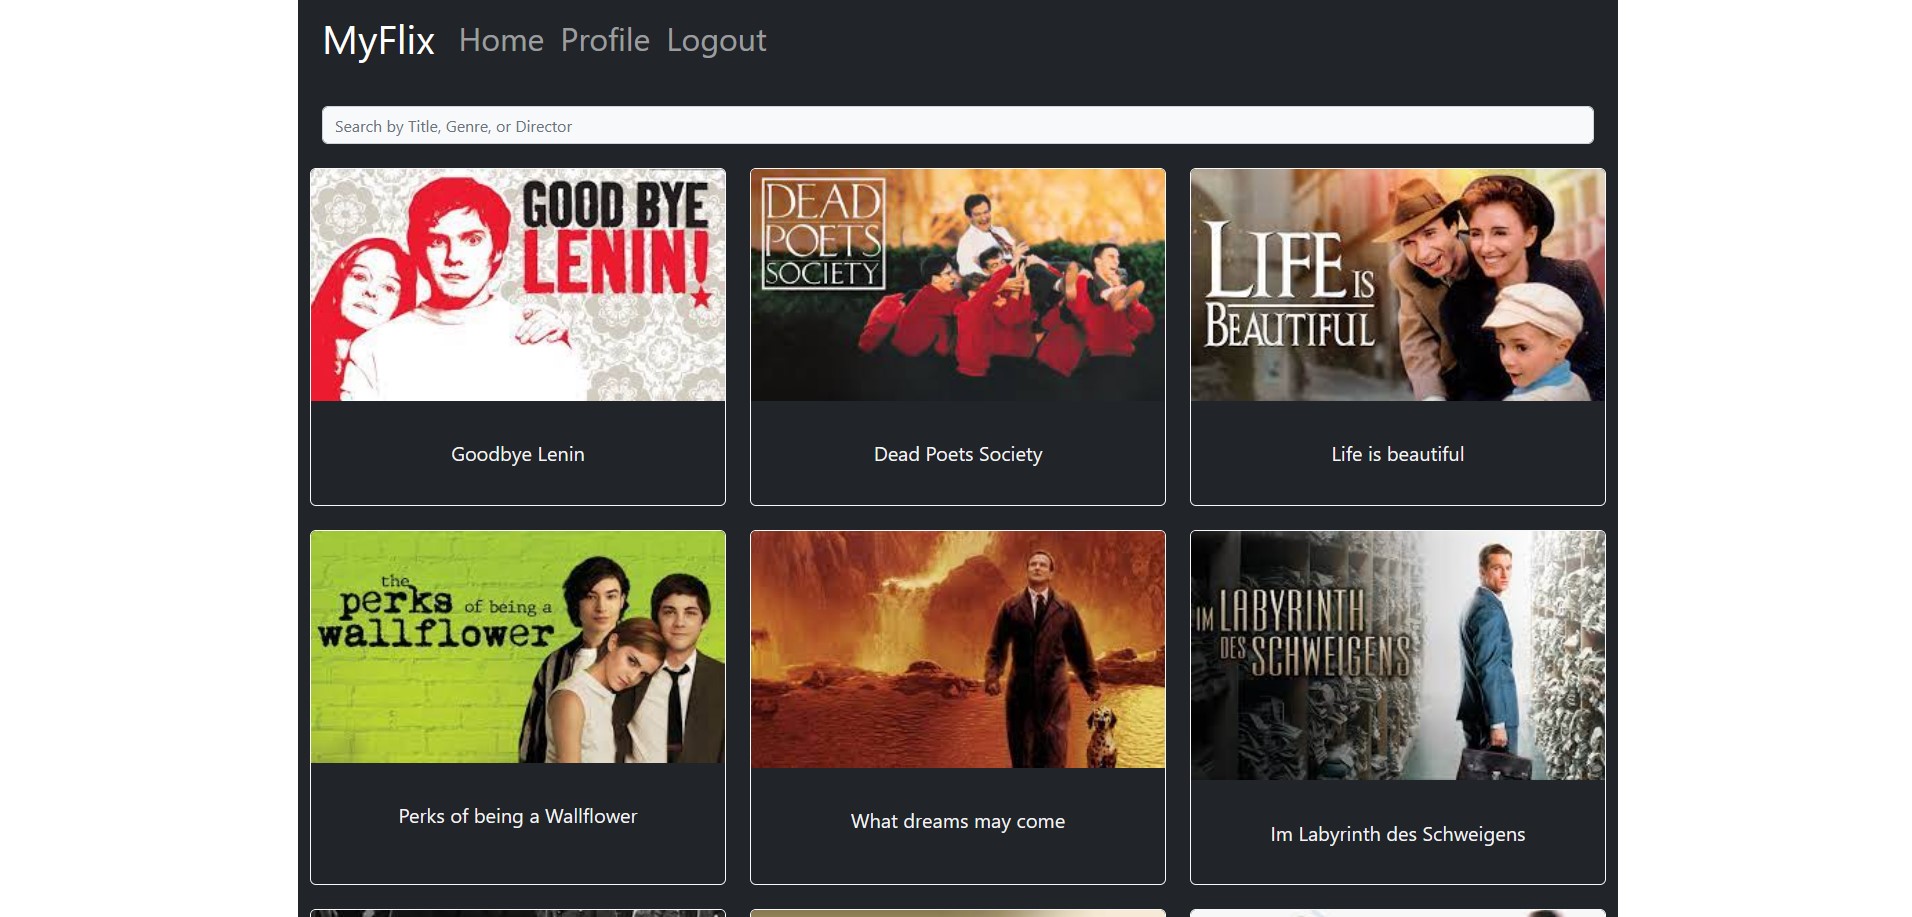 MyFlix Home Profile Logout
Search by Title, Genre, or Director
GOOD BYE
LENIN!
Goodbye Lenin
DEAD
POETS
SOCIETY
Dead Poets Society
LIFE IS
BEAUTIFUL
Life is beautiful
the
perks of being a
wallflower
Perks of being a Wallflower
What dreams may come
IM LABYRINTH
DES SCHWEIGENS
Im Labyrinth des Schweigens